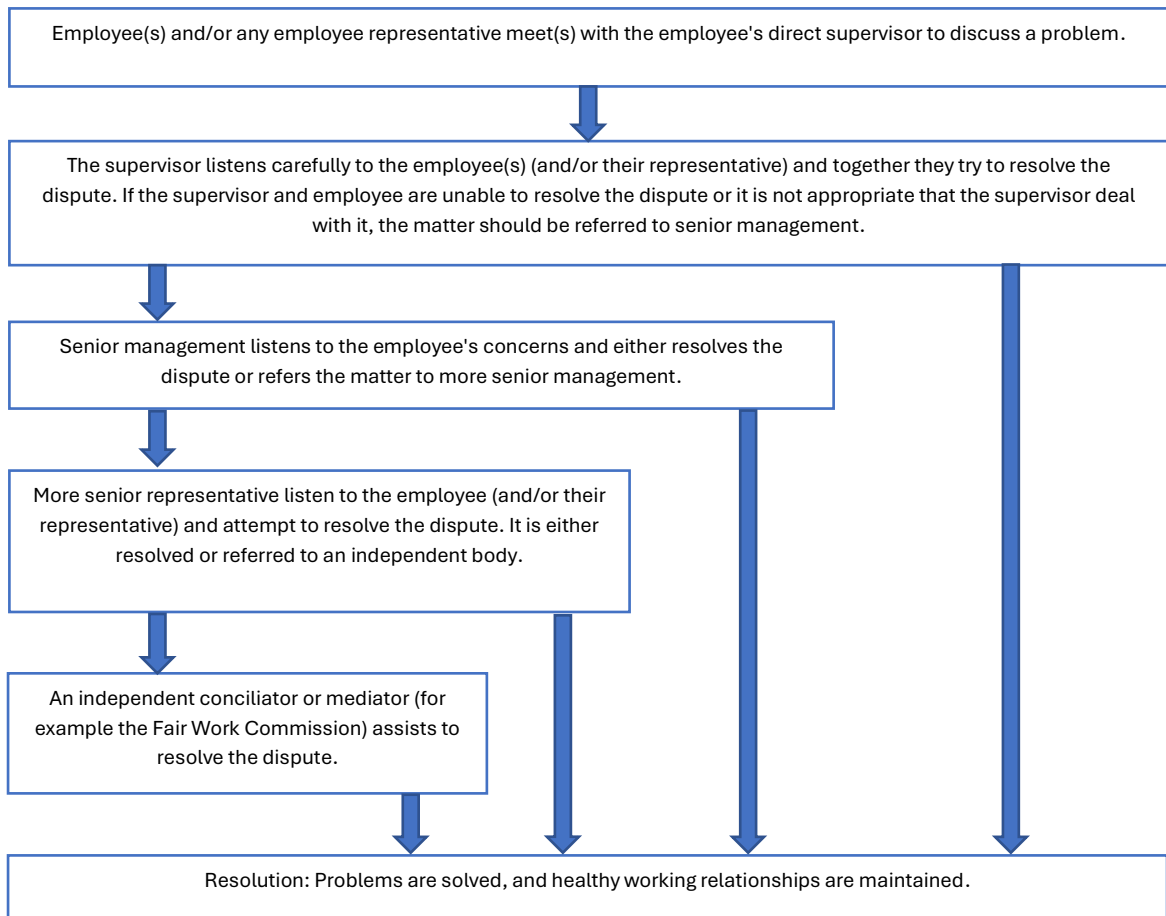 Employee(s) and/or any employee representative meet(s) with the employee's direct supervisor to discuss a problem.
The supervisor listens carefully to the employee(s) (and/or their representative) and together they try to resolve the
dispute. If the supervisor and employee are unable to resolve the dispute or it is not appropriate that the supervisor deal
with it, the matter should be referred to senior management.
Senior management listens to the employee's concerns and either resolves the
dispute or refers the matter to more senior management.
More senior representative listen to the employee (and/or their
representative) and attempt to resolve the dispute. It is either
resolved or referred to an independent body.
An independent conciliator or mediator (for
example the Fair Work Commission) assists to
resolve the dispute.
Resolution: Problems are solved, and healthy working relationships are maintained.